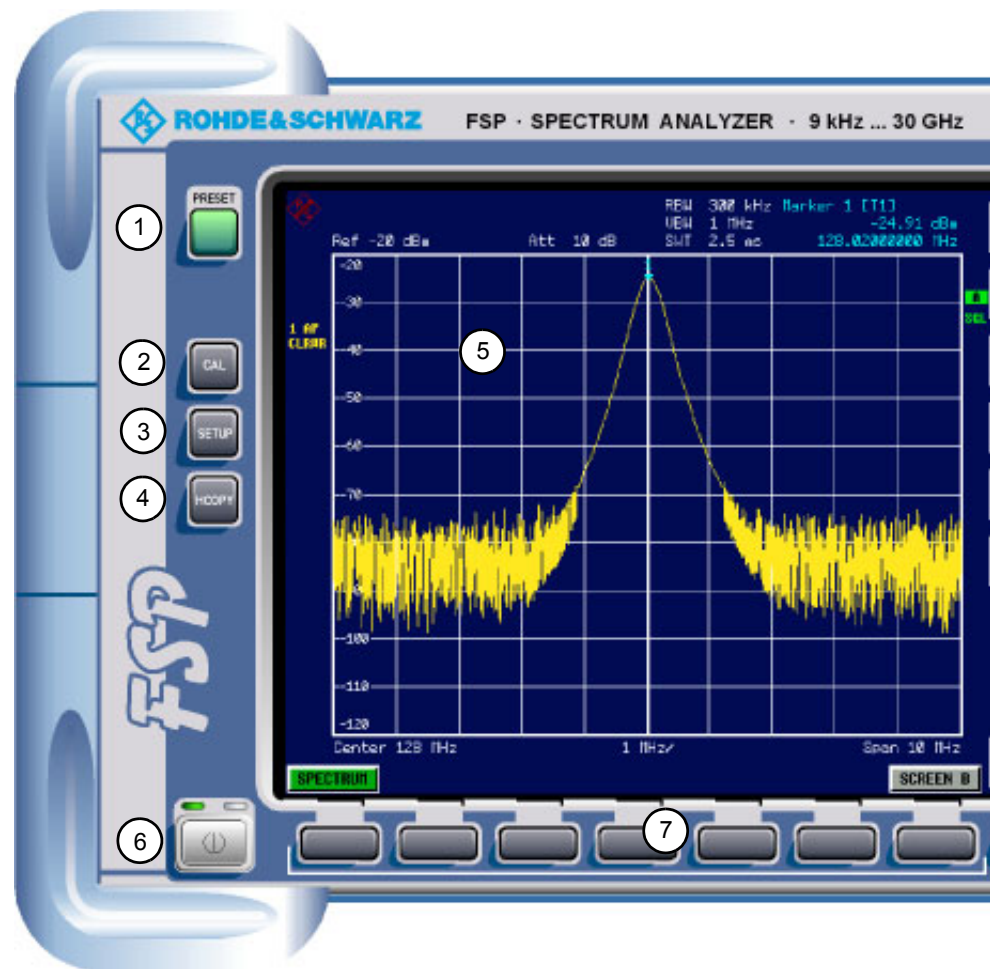 ROHDE&SCHWARZ FSP · SPECTRUM ANALYZER · 9 kHz ... 30 GHz
PRESET
1
RBW 300 kHz Marker 1 [T1]
VBW 1 MHz -24.91 dBm
Ref -20 dBm Att 10 dB SWT 2.5 ms 128.02000000 MHz
-20
1
A
-30
SGL
1 AP
CLRWR
-40
5
2
CAL
-50
3
SETUP
-60
4
HCOPY
-70
-100
FSP
-110
-120
Center 128 MHz 1 MHz/ Span 10 MHz
SPECTRUM SCREEN B
6
7